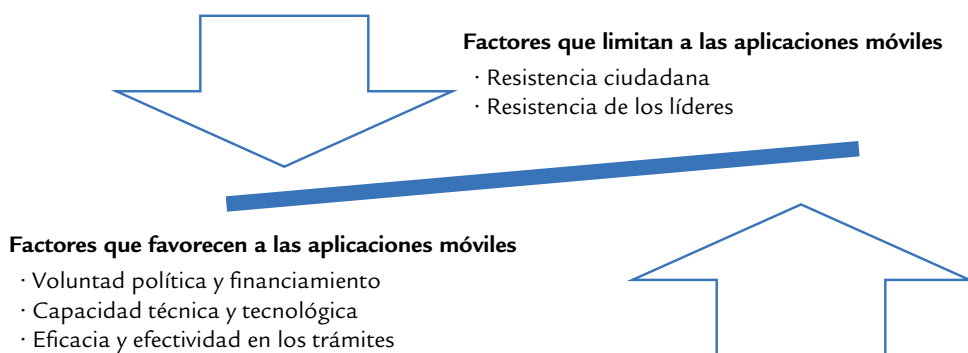 Factores que limitan a las aplicaciones móviles
· Resistencia ciudadana
· Resistencia de los líderes
Factores que favorecen a las aplicaciones móviles
· Voluntad política y financiamiento
· Capacidad técnica y tecnológica
· Eficacia y efectividad en los trámites